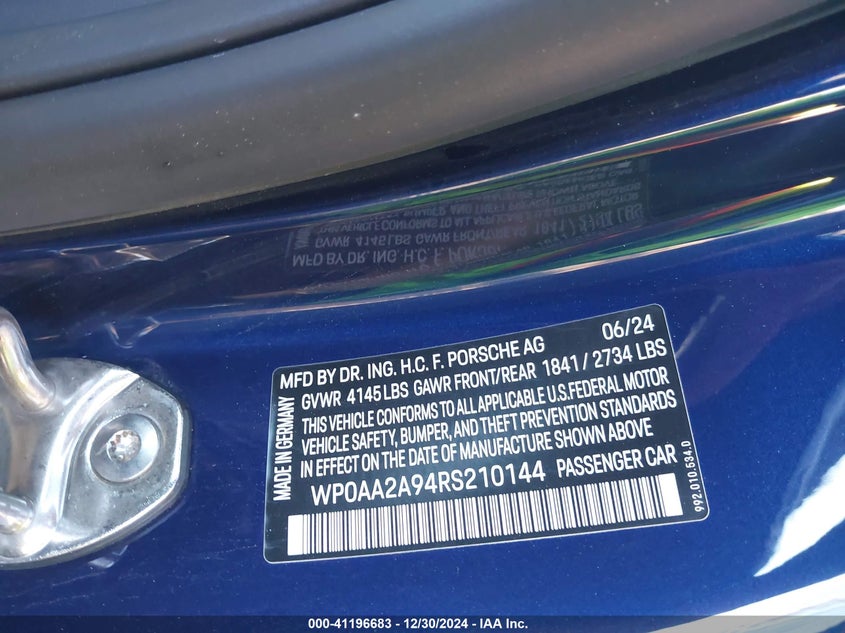 MFD BY DR. ING. H.C. F. PORSCHE AG 06/24
GVWR 4145 LBS GAWR FRONT/REAR 1841 / 2734 LBS
THIS VEHICLE CONFORMS TO ALL APPLICABLE U.S. FEDERAL MOTOR
VEHICLE SAFETY, BUMPER, AND THEFT PREVENTION STANDARDS
IN EFFECT ON THE DATE OF MANUFACTURE SHOWN ABOVE
WP0AA2A94RS210144 PASSENGER CAR
MADE IN GERMANY
992.010.534.0
000-41196683 - 12/30/2024 - IAA Inc.